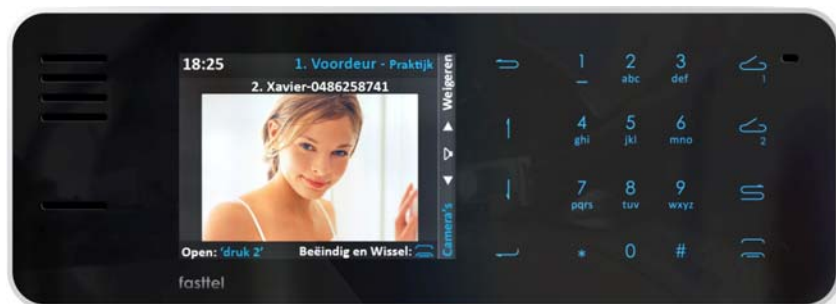 18:25 1. Voordeur - Praktijk
2. Xavier-0486258741
Weigeren
Camera's
Open: 'druk 2' Beëindig en Wissel:
fasttel
1 2 3
abc def
1
4 5 6
ghi jkl mno
2
7 8 9
pqrs tuv wxyz
* 0 #